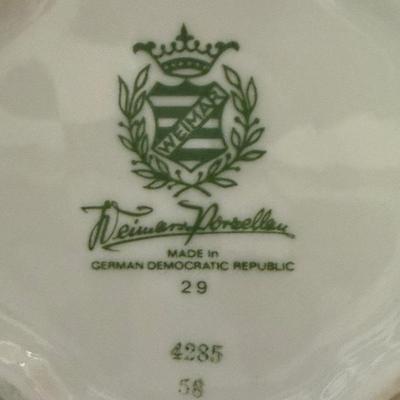 WEIMAR
Weimar Porzellan
MADE in
GERMAN DEMOCRATIC REPUBLIC
29
4285
58